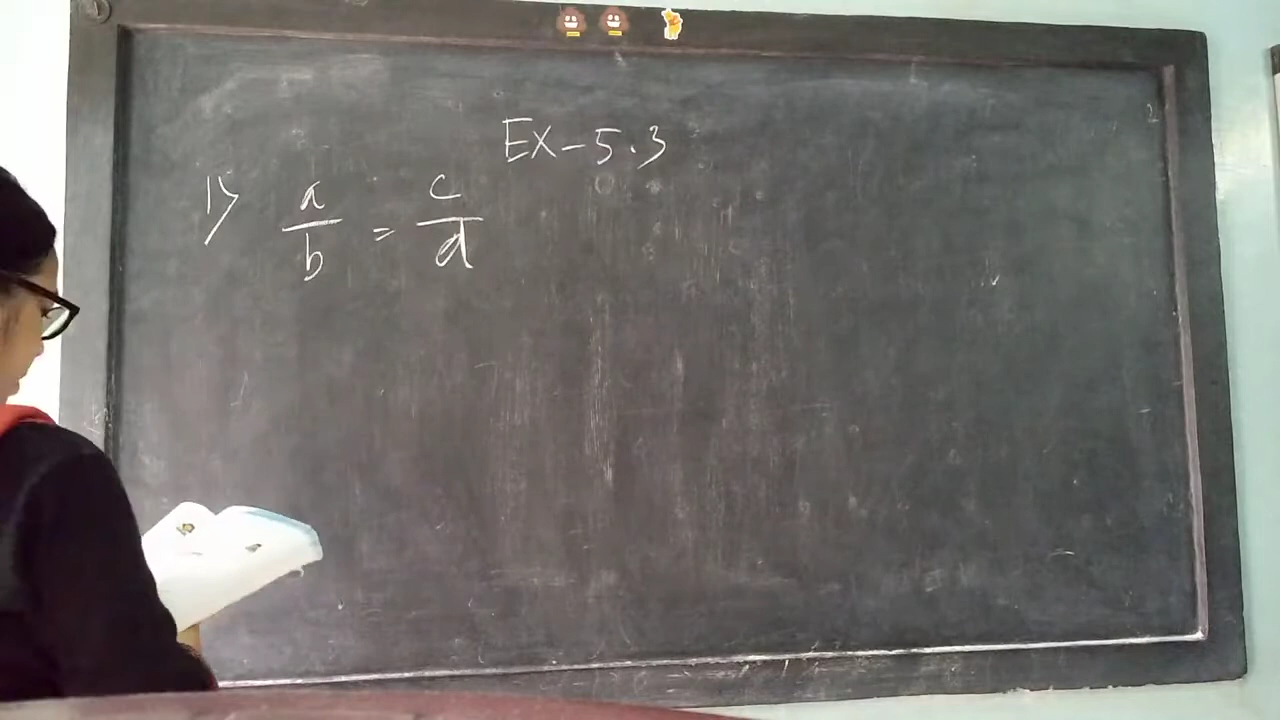 EX-5.3
1) a/b = c/d